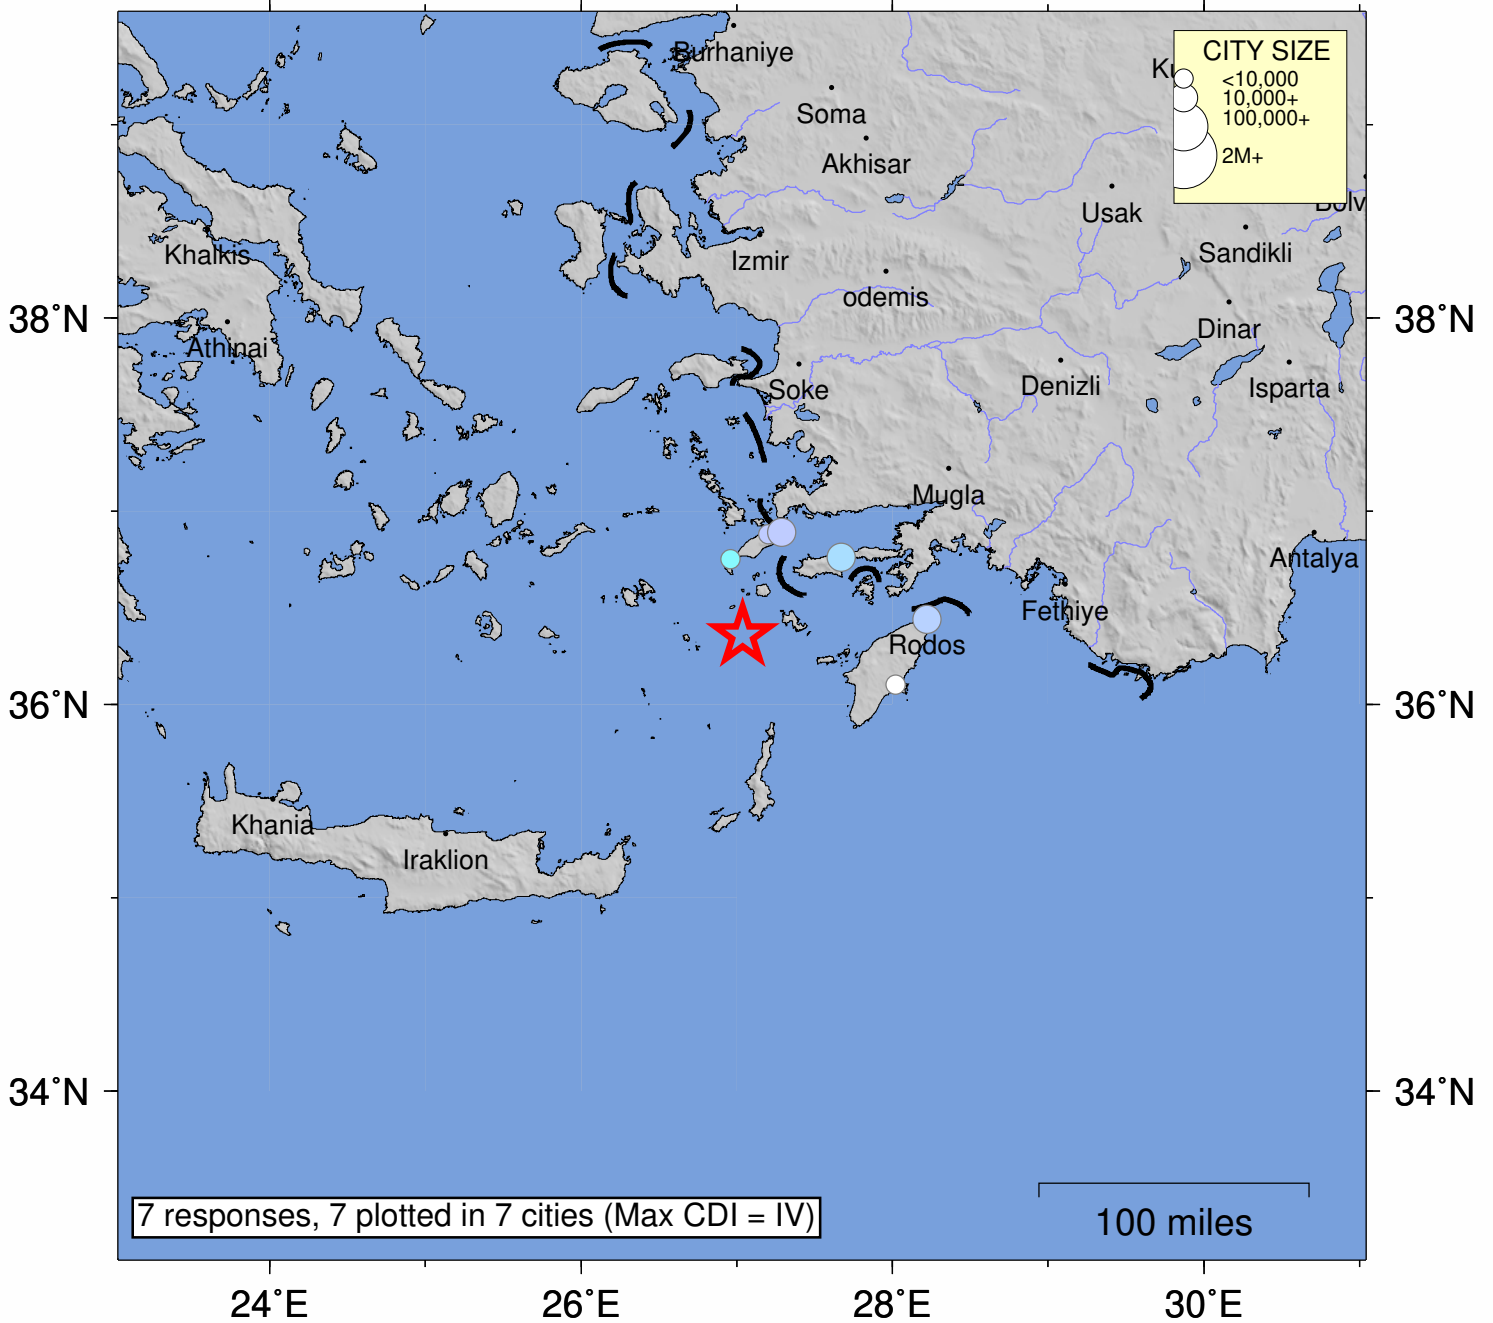 Burhaniye
CITY SIZE
<10,000
10,000+
100,000+
2M+
Soma
Akhisar
Usak
Sandikli
Khalkis
Izmir
odemis
38°N
38°N
Dinar
Athinai
Soke
Denizli
Isparta
Mugla
Antalya
Fethiye
Rodos
36°N
36°N
Khania
Iraklion
34°N
34°N
7 responses, 7 plotted in 7 cities (Max CDI = IV)
100 miles
24°E
26°E
28°E
30°E